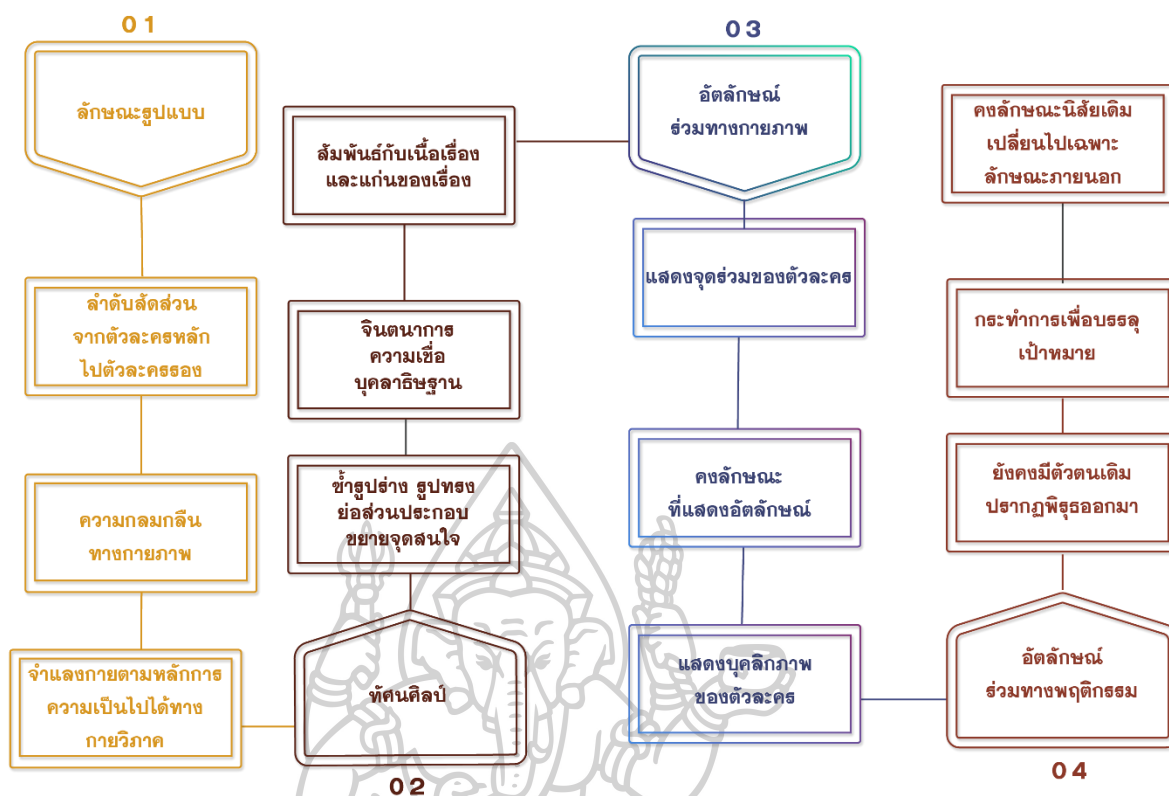 01
ลักษณะรูปแบบ
ลำดับสัดส่วน
จากตัวละครหลัก
ไปตัวละครรอง
ความกลมกลืน
ทางกายภาพ
จำแลงกายตามหลักการ
ความเป็นไปได้ทาง
กายวิภาค
สัมพันธ์กับเนื้อเรื่อง
และแก่นของเรื่อง
จินตนาการ
ความเชื่อ
บุคลาธิษฐาน
ซ้ำรูปร่าง รูปทรง
ย่อส่วนประกอบ
ขยายจุดสนใจ
ทัศนศิลป์
02
03
อัตลักษณ์
ร่วมทางกายภาพ
แสดงจุดร่วมของตัวละคร
คงลักษณะ
ที่แสดงอัตลักษณ์
แสดงบุคลิกภาพ
ของตัวละคร
คงลักษณะนิสัยเดิม
เปลี่ยนไปเฉพาะ
ลักษณะภายนอก
กระทำการเพื่อบรรลุ
เป้าหมาย
ยังคงมีตัวตนเดิม
ปรากฏพิรุธออกมา
อัตลักษณ์
ร่วมทางพฤติกรรม
04